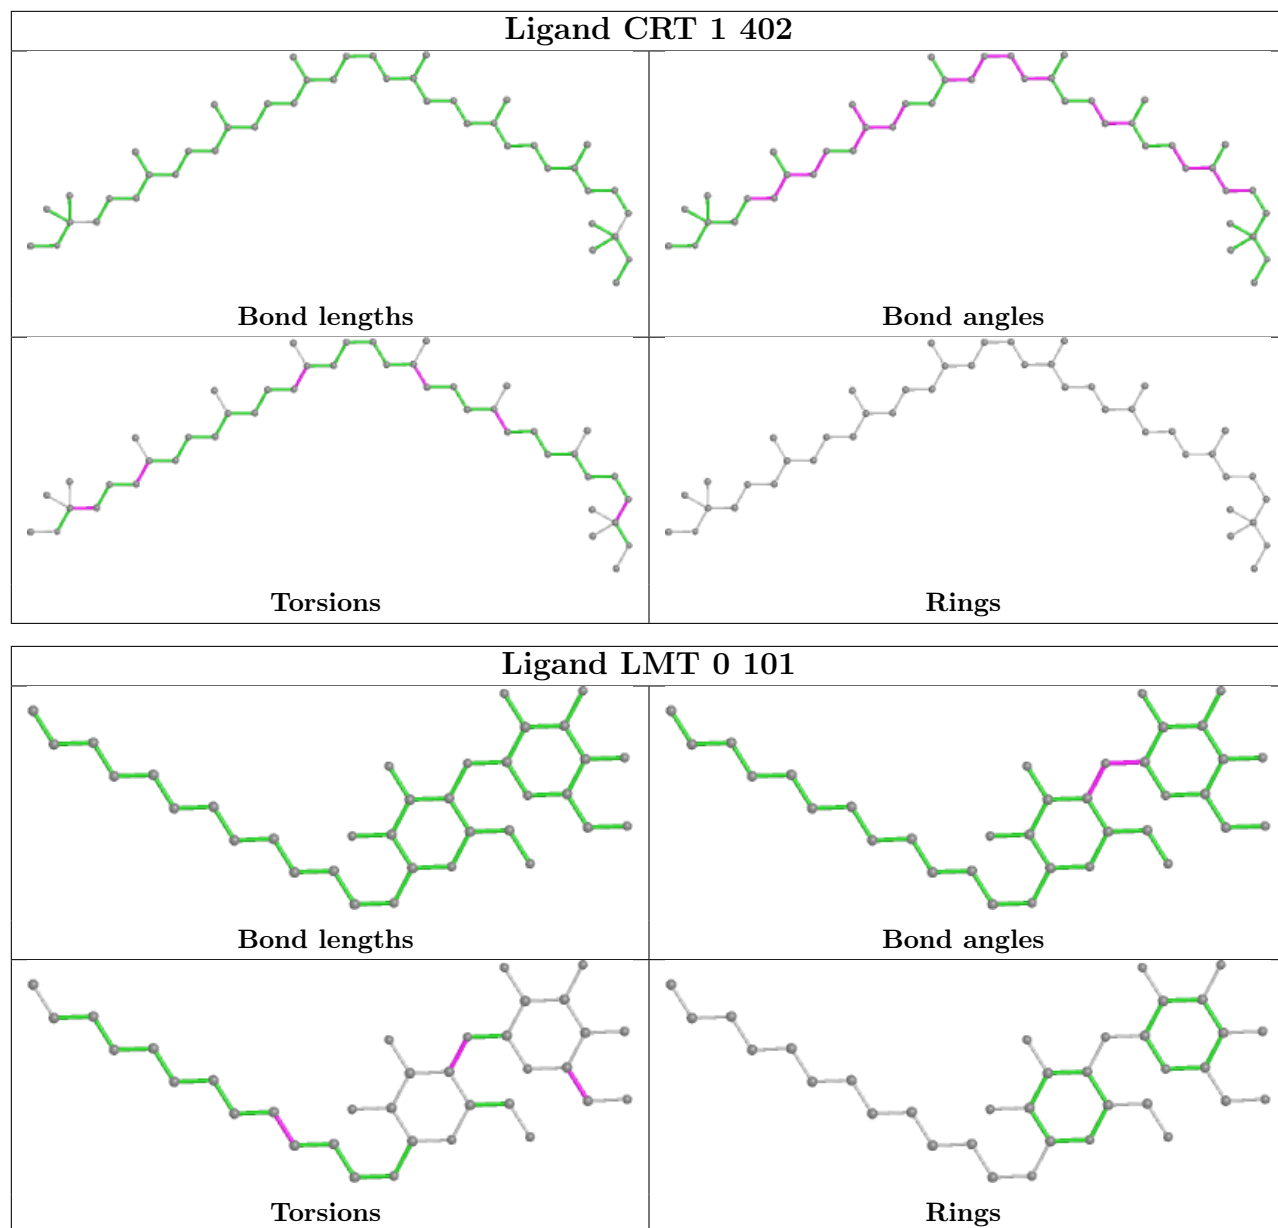 Ligand CRT 1 402
Bond lengths
Bond angles
Torsions
Rings
Ligand LMT 0 101
Bond lengths
Bond angles
Torsions
Rings